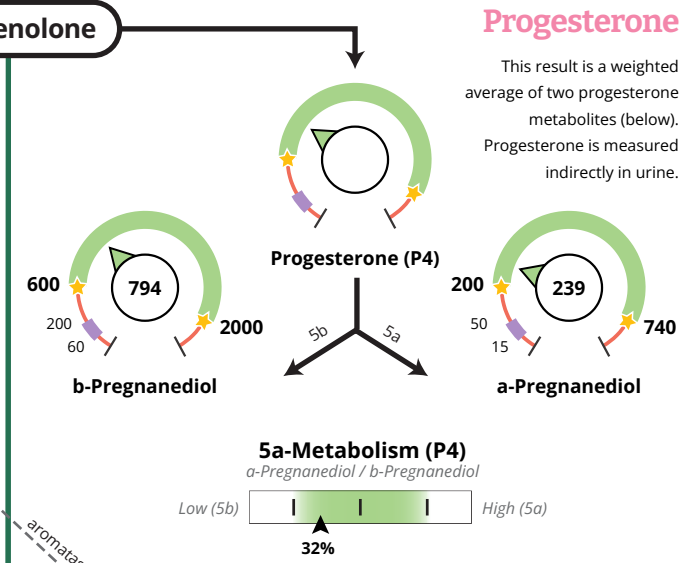 enolone
Progesterone
This result is a weighted
average of two progesterone
metabolites (below).
Progesterone is measured
indirectly in urine.
Progesterone (P4)
600
794
200
60
2000
b-Pregnanediol
5b
5a
200
239
50
15
740
a-Pregnanediol
5a-Metabolism (P4)
a-Pregnanediol / b-Pregnanediol
Low (5b)
High (5a)
32%
aromatas